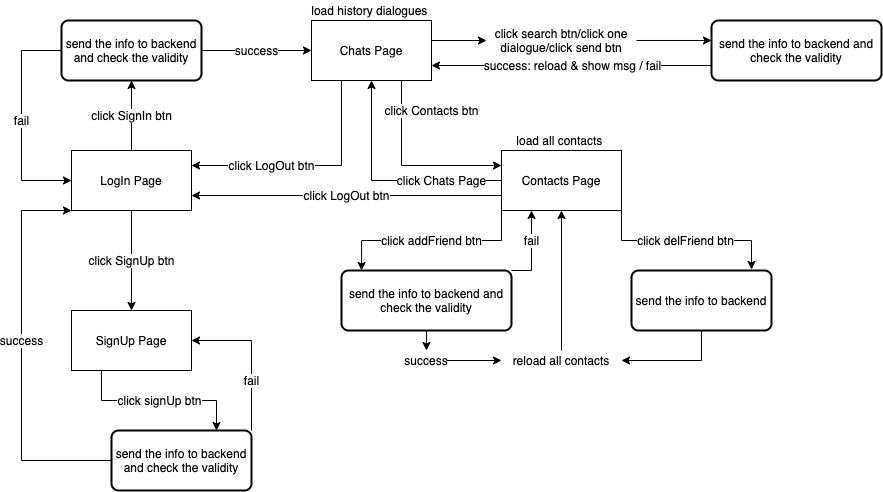 load history dialogues
send the info to backend
and check the validity
success
Chats Page
click search btn/click one
dialogue/click send btn
success: reload & show msg / fail
send the info to backend and
check the validity
fail
click SignIn btn
click Contacts btn
load all contacts
LogIn Page
click LogOut btn
click Chats Page
click LogOut btn
Contacts Page
click SignUp btn
click addFriend btn
fail
click delFriend btn
send the info to backend and
check the validity
send the info to backend
success
SignUp Page
success
reload all contacts
fail
click signUp btn
send the info to backend
and check the validity